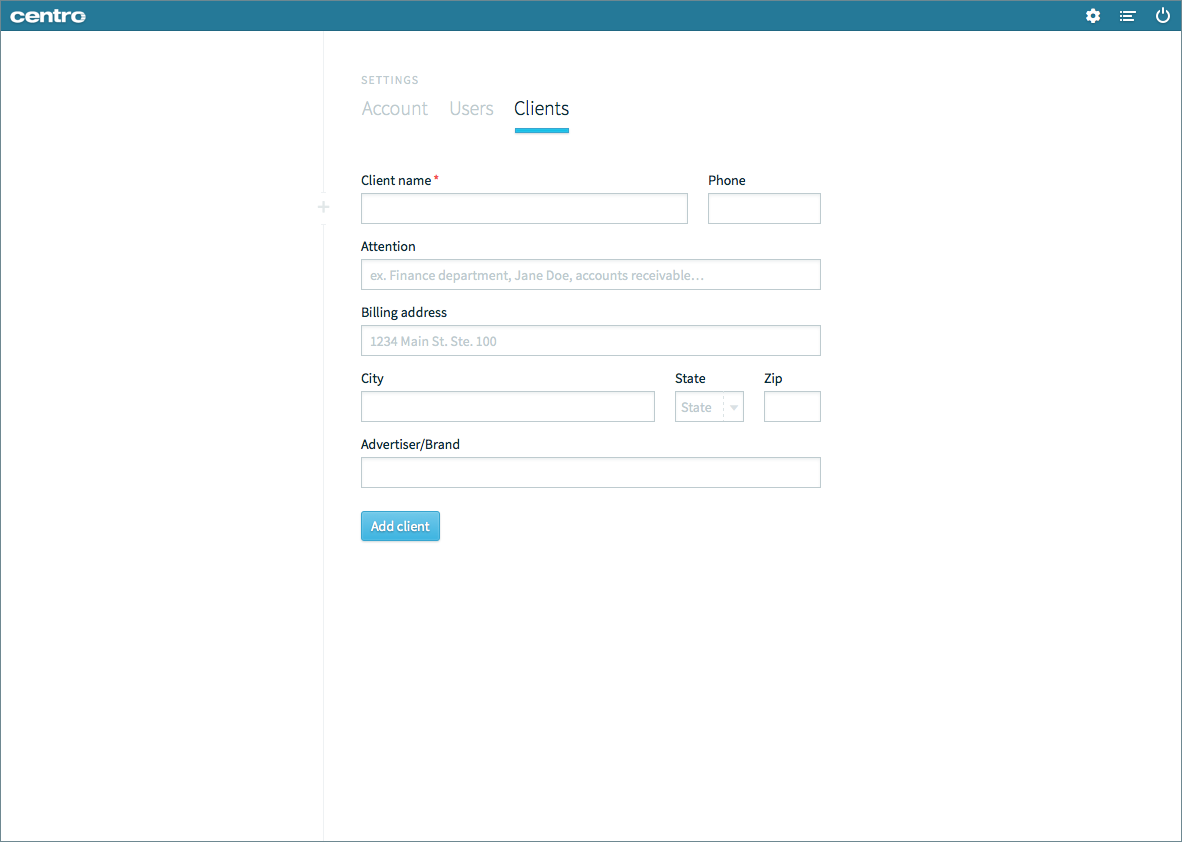 centro
SETTINGS
Account Users Clients
Client name * Phone
Attention
ex. Finance department, Jane Doe, accounts receivable...
Billing address
1234 Main St. Ste. 100
City State Zip
State
Advertiser/Brand
Add client